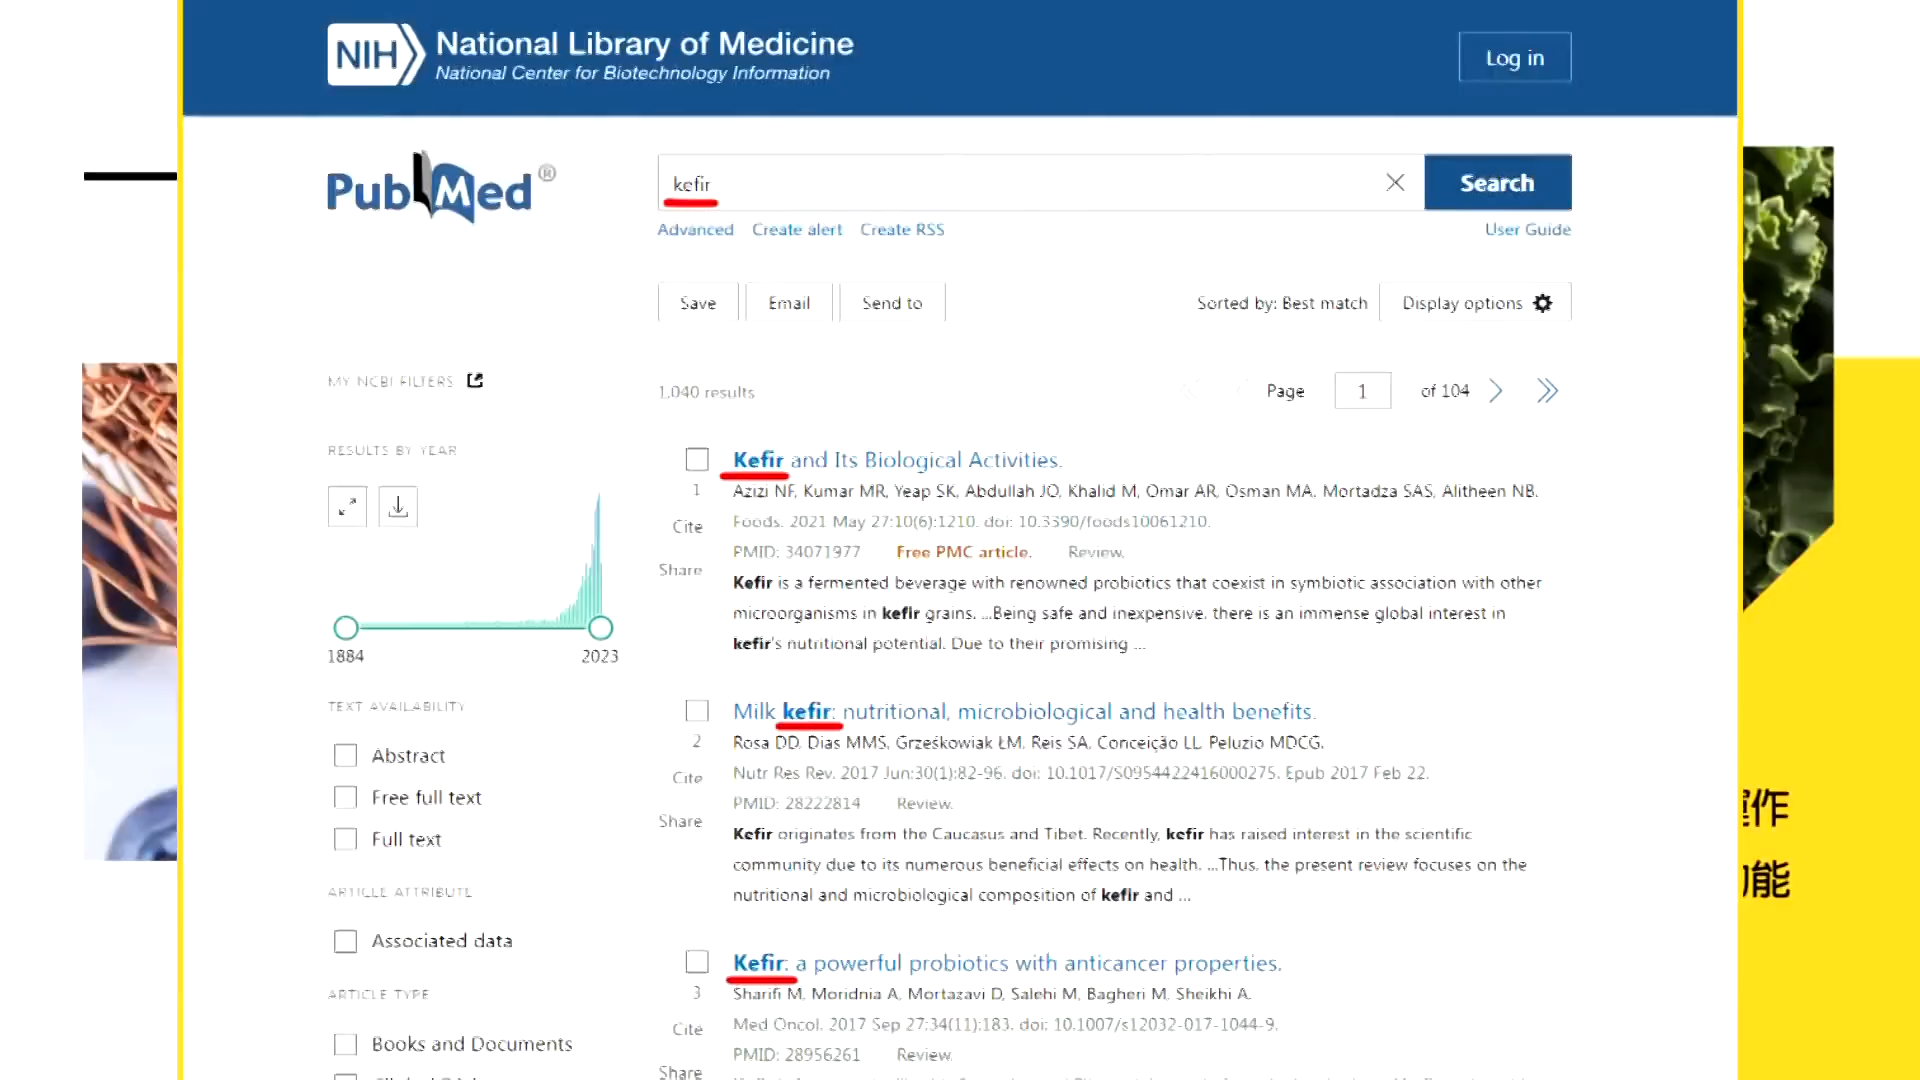 NIH National Library of Medicine
National Center for Biotechnology Information
Log in
PubMed®
kefir
Search
Advanced Create alert Create RSS
User Guide
Save Email Send to
Sorted by: Best match Display options
MY NCBI FILTERS
1,040 results
Page 1 of 104
RESULTS BY YEAR
1884 2023
TEXT AVAILABILITY
Abstract
Free full text
Full text
ARTICLE ATTRIBUTE
Associated data
ARTICLE TYPE
Books and Documents
Kefir and Its Biological Activities.
1
Azizi NF, Kumar MR, Yeap SK, Abdullah JO, Khalid M, Omar AR, Osman MA, Mortadza SAS, Alitheen NB.
Cite
Foods. 2021 May 27;10(6):1210. doi: 10.3390/foods10061210.
PMID: 34071977 Free PMC article. Review.
Share
Kefir is a fermented beverage with renowned probiotics that coexist in symbiotic association with other
microorganisms in kefir grains. ...Being safe and inexpensive, there is an immense global interest in
kefir's nutritional potential. Due to their promising ...
Milk kefir: nutritional, microbiological and health benefits.
2
Rosa DD, Dias MMS, Grześkowiak ŁM, Reis SA, Conceição LL, Peluzio MDCG.
Cite
Nutr Res Rev. 2017 Jun;30(1):82-96. doi: 10.1017/S0954422416000275. Epub 2017 Feb 22.
PMID: 28222814 Review.
Share
Kefir originates from the Caucasus and Tibet. Recently, kefir has raised interest in the scientific
community due to its numerous beneficial effects on health. ...Thus, the present review focuses on the
nutritional and microbiological composition of kefir and ...
Kefir: a powerful probiotics with anticancer properties.
3
Sharifi M, Moridnia A, Mortazavi D, Salehi M, Bagheri M, Sheikhi A.
Cite
Med Oncol. 2017 Sep 27;34(11):183. doi: 10.1007/s12032-017-1044-9.
PMID: 28956261 Review.
Share
作
能